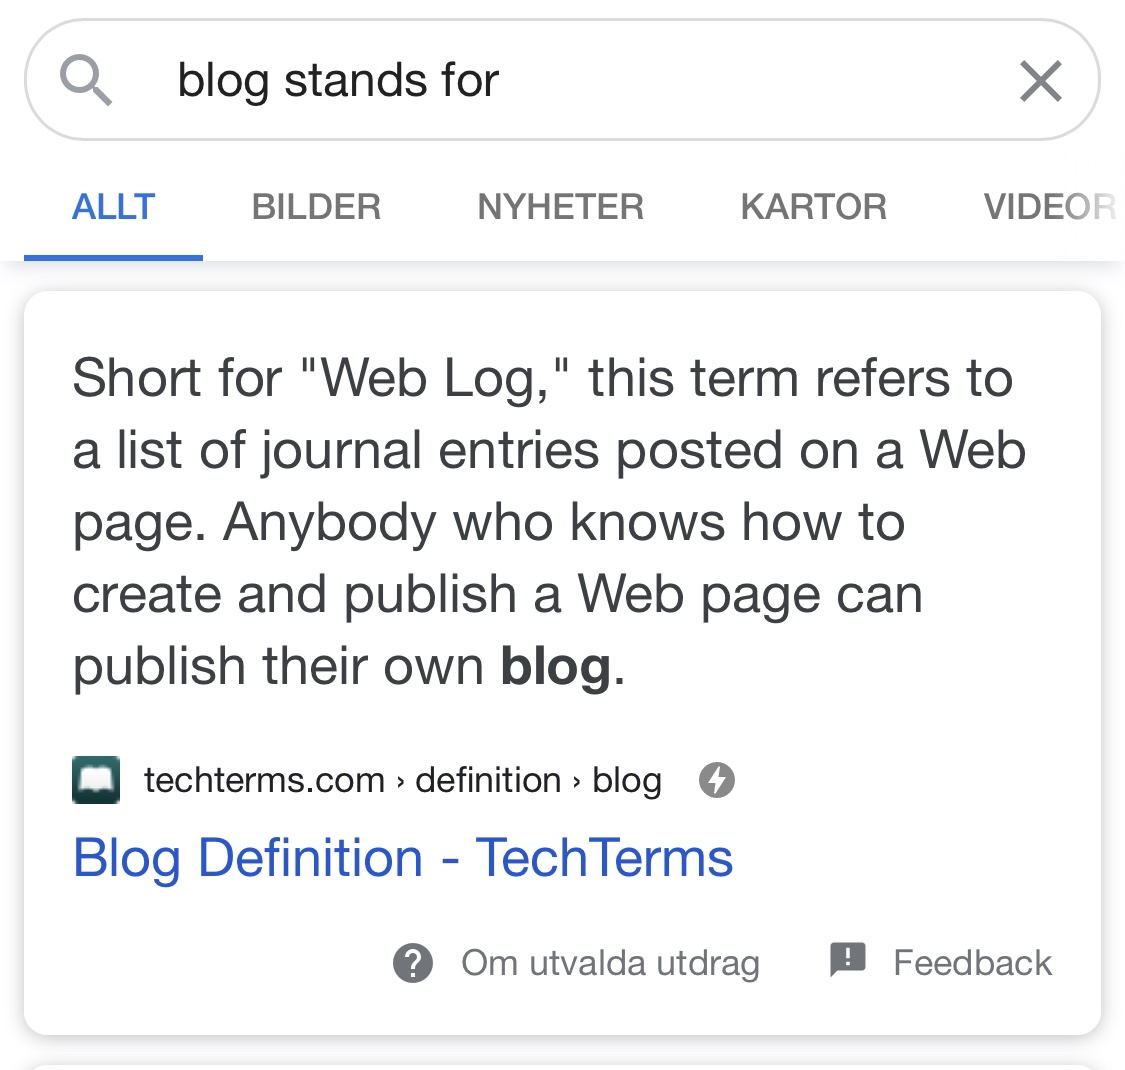 blog stands for
ALLT BILDER NYHETER KARTOR VIDEOR
Short for "Web Log," this term refers to
a list of journal entries posted on a Web
page. Anybody who knows how to
create and publish a Web page can
publish their own blog.
techterms.com › definition › blog
Blog Definition - TechTerms
Om utvalda utdrag Feedback